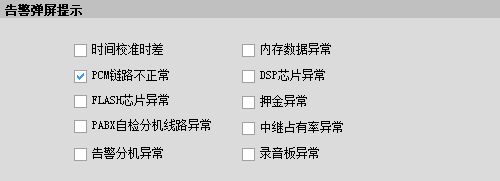 告警弹屏提示
时间校准时差 内存数据异常
PCM链路不正常 DSP芯片异常
FLASH芯片异常 押金异常
PABX自检分机线路异常 中继占有率异常
告警分机异常 录音板异常